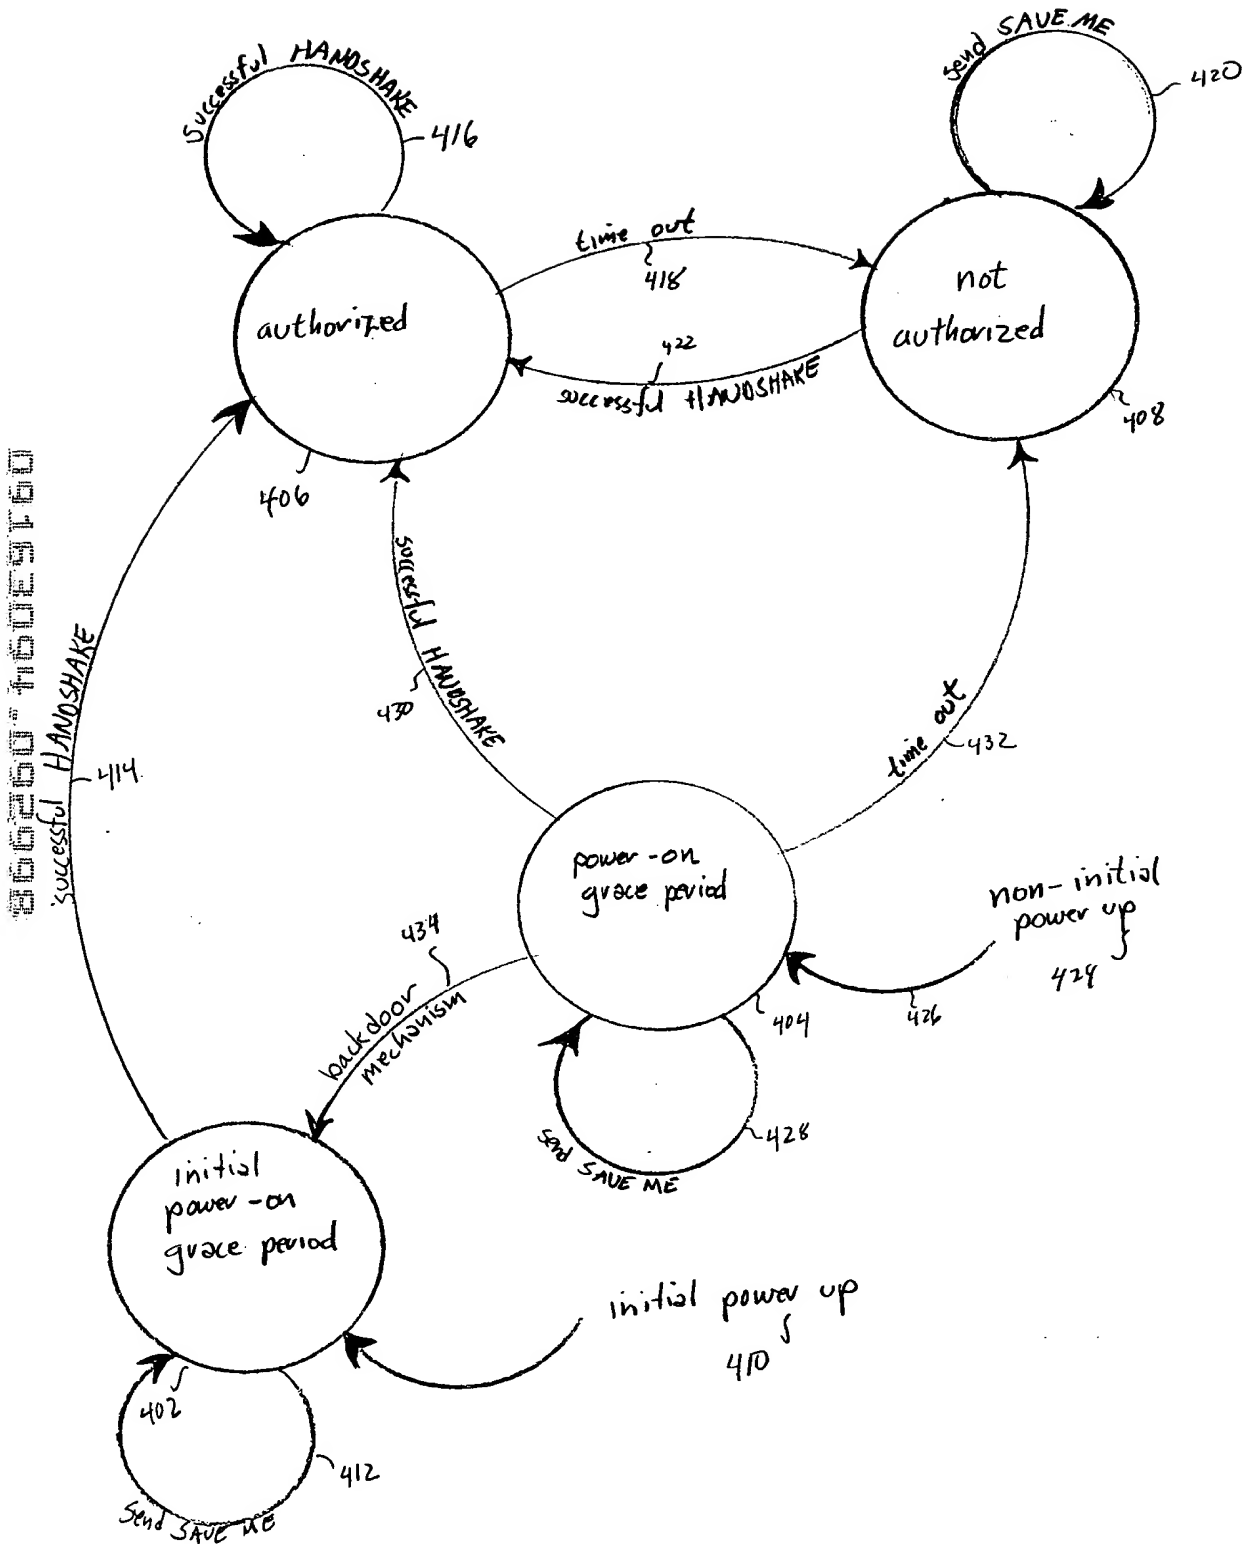 Successful HANDSHAKE
416
Send SAVE ME
420
time out
418
authorized
not
authorized
422
successful HANDSHAKE
408
406
09153094.092998
successful HANDSHAKE
430
successful HANDSHAKE
414
time out
432
power-on
grace period
non-initial
power up
424
426
404
434
backdoor
mechanism
428
Send SAVE ME
initial
power-on
grace period
initial power up
410
402
412
Send SAVE ME